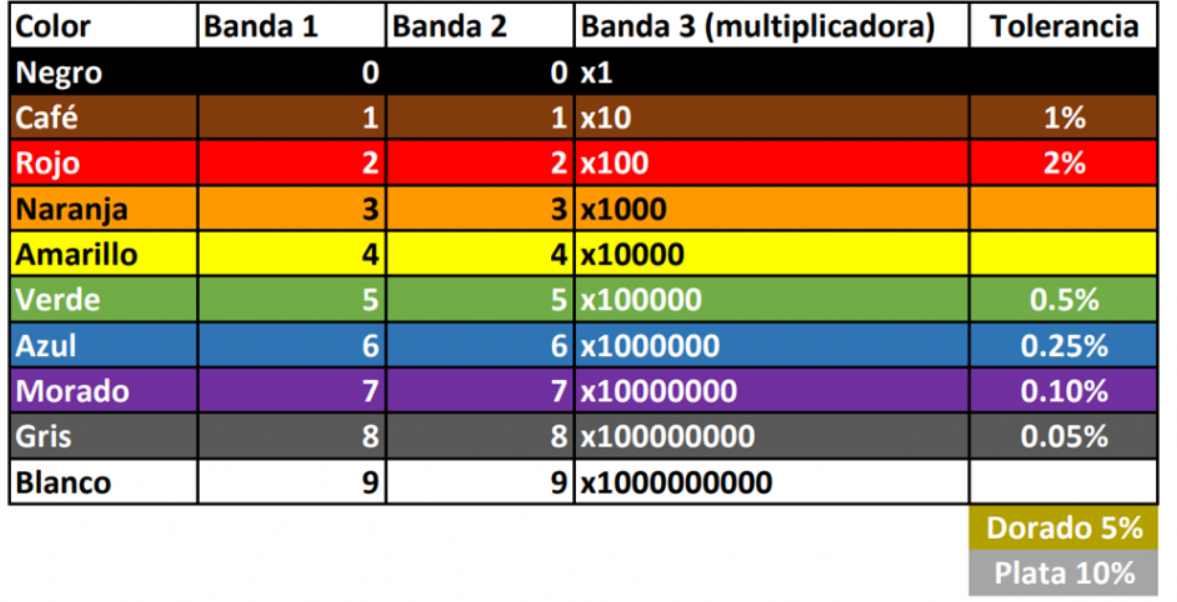 Color Banda 1 Banda 2 Banda 3 (multiplicadora) Tolerancia
Negro 0 0 x1
Café 1 1 x10 1%
Rojo 2 2 x100 2%
Naranja 3 3 x1000
Amarillo 4 4 x10000
Verde 5 5 x100000 0.5%
Azul 6 6 x1000000 0.25%
Morado 7 7 x10000000 0.10%
Gris 8 8 x100000000 0.05%
Blanco 9 9 x1000000000
Dorado 5%
Plata 10%